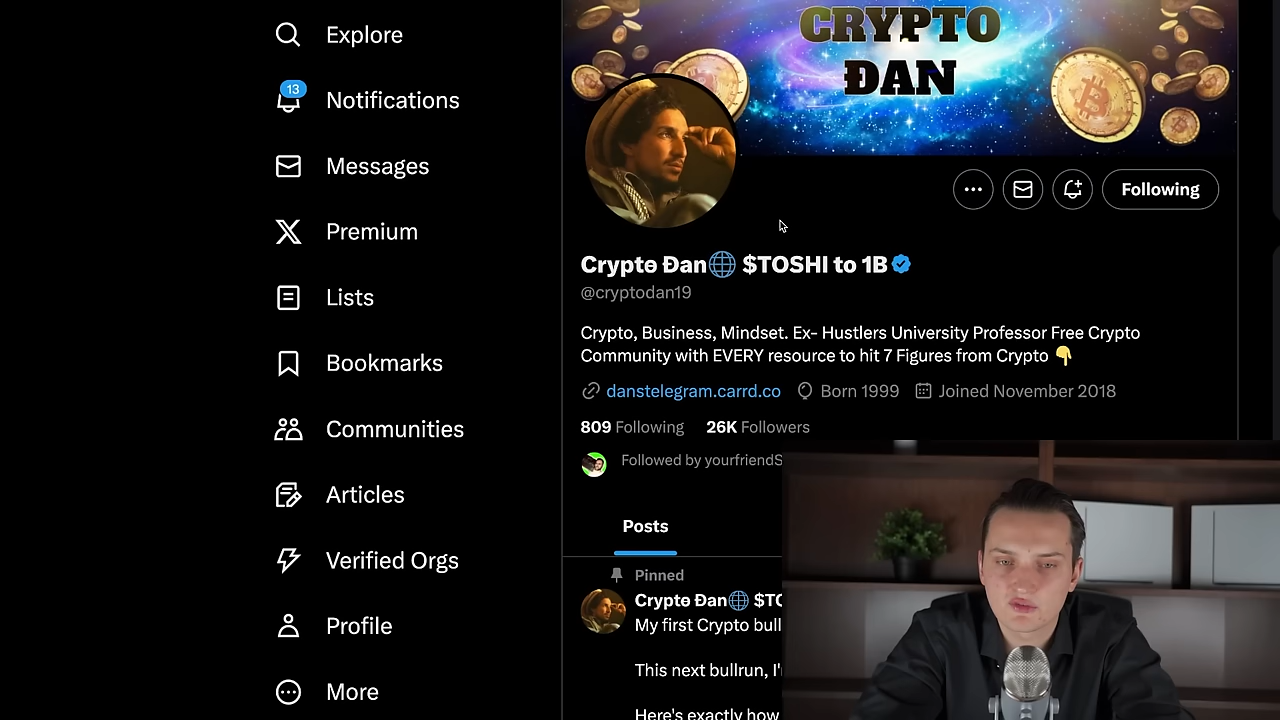 Explore
13
Notifications
Messages
Premium
Lists
Bookmarks
Communities
Articles
Verified Orgs
Profile
More
CRYPTO
ĐAN
Following
Cryptɵ Đan🌐 $TOSHI to 1B
@cryptodan19
Crypto, Business, Mindset. Ex- Hustlers University Professor Free Crypto
Community with EVERY resource to hit 7 Figures from Crypto 👇
danstelegram.carrd.co Born 1999 Joined November 2018
809 Following 26K Followers
Followed by yourfriendS
Posts
Pinned
Cryptɵ Đan🌐 $TO
My first Crypto bull
This next bullrun, I'
Here's exactly how